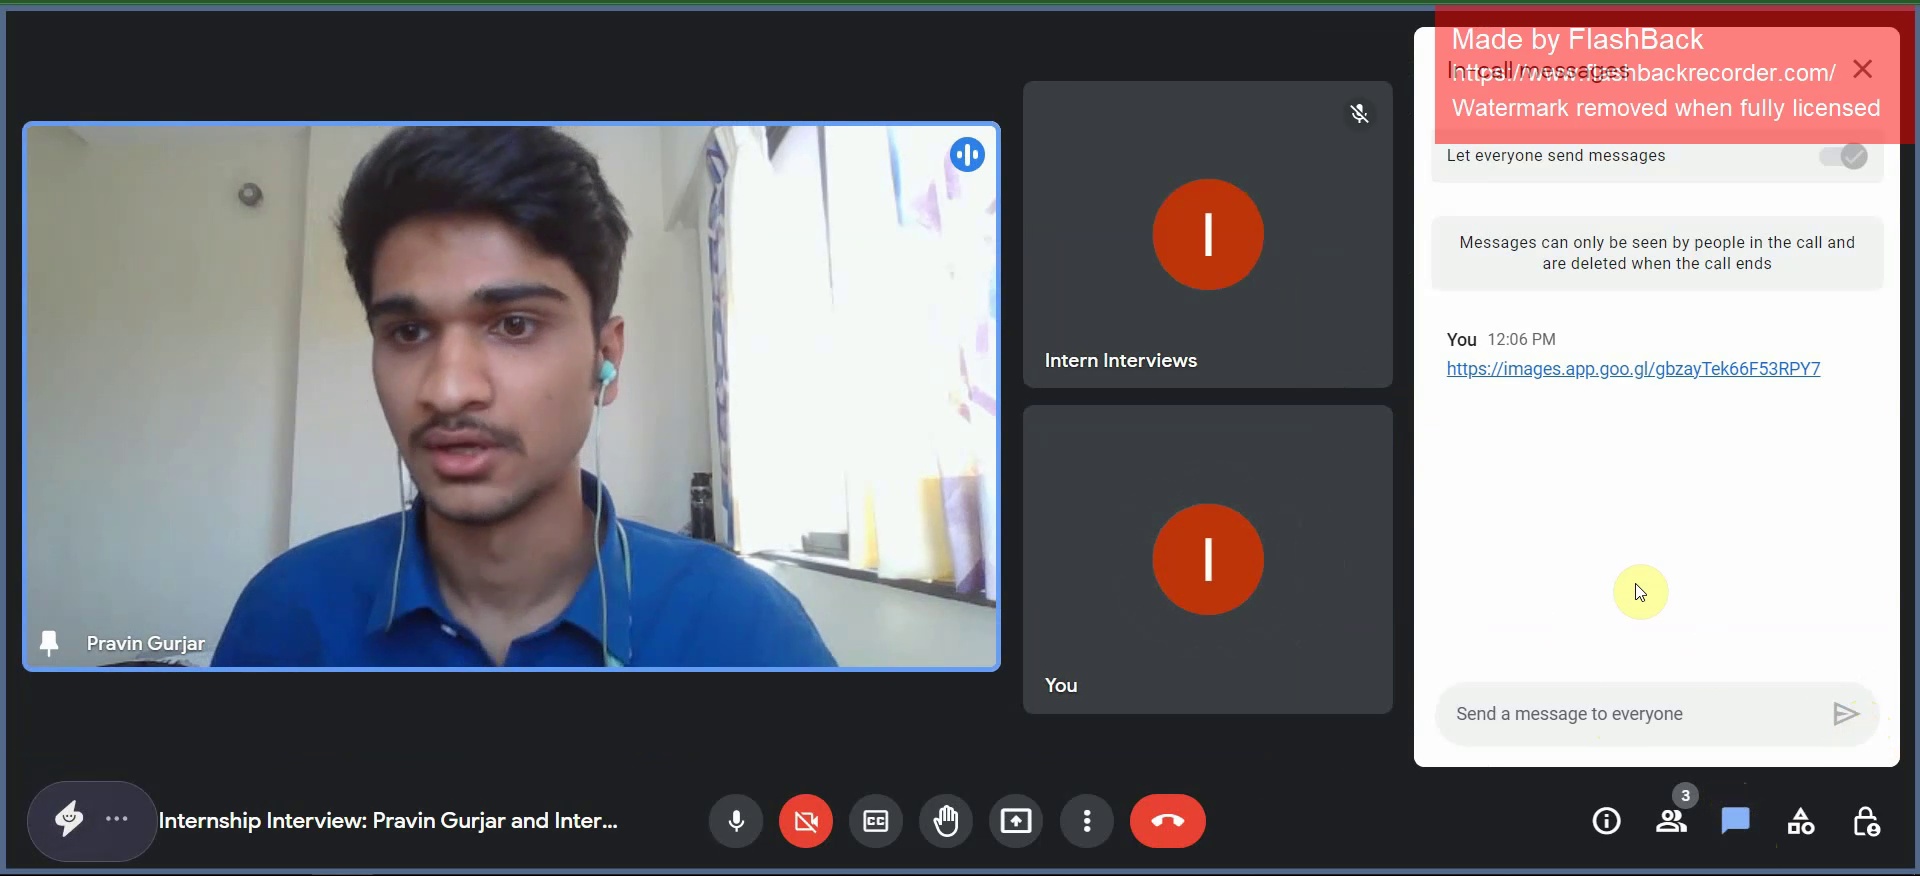 Made by FlashBack
https://www.flashbackrecorder.com/
Watermark removed when fully licensed
In-call messages
Let everyone send messages
Messages can only be seen by people in the call and
are deleted when the call ends
You 12:06 PM
https://images.app.goo.gl/gbzayTek66F53RPY7
Send a message to everyone
I
Intern Interviews
I
You
Pravin Gurjar
Internship Interview: Pravin Gurjar and Inter...
3